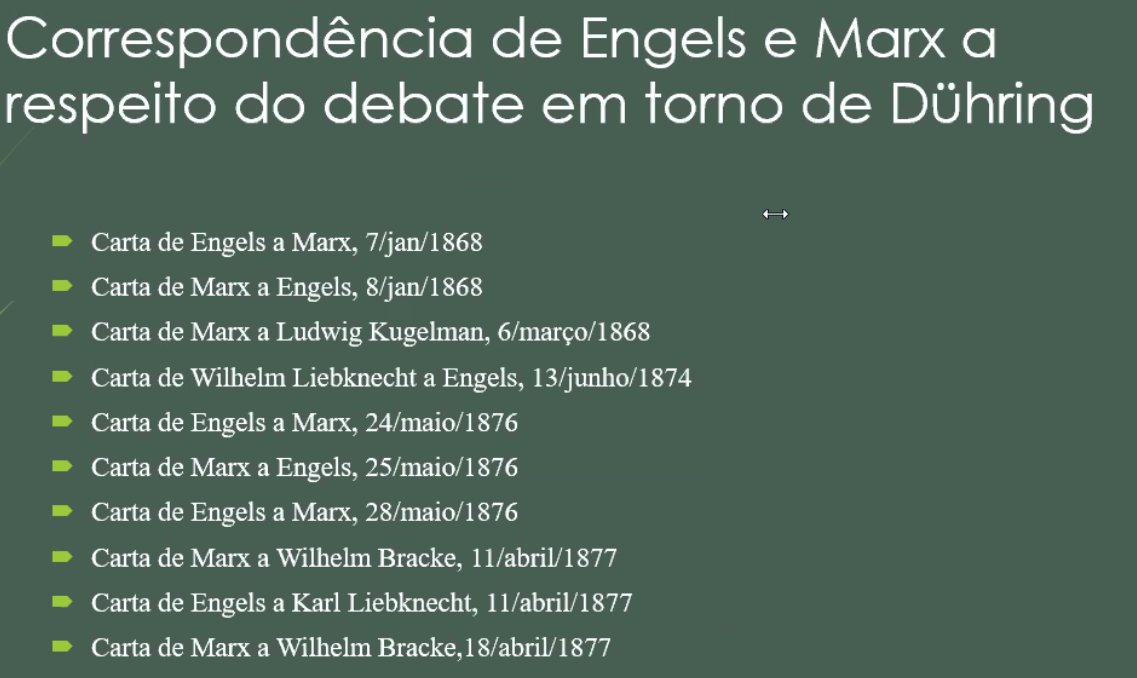 Correspondência de Engels e Marx a
respeito do debate em torno de Dühring
Carta de Engels a Marx, 7/jan/1868
Carta de Marx a Engels, 8/jan/1868
Carta de Marx a Ludwig Kugelman, 6/março/1868
Carta de Wilhelm Liebknecht a Engels, 13/junho/1874
Carta de Engels a Marx, 24/maio/1876
Carta de Marx a Engels, 25/maio/1876
Carta de Engels a Marx, 28/maio/1876
Carta de Marx a Wilhelm Bracke, 11/abril/1877
Carta de Engels a Karl Liebknecht, 11/abril/1877
Carta de Marx a Wilhelm Bracke,18/abril/1877